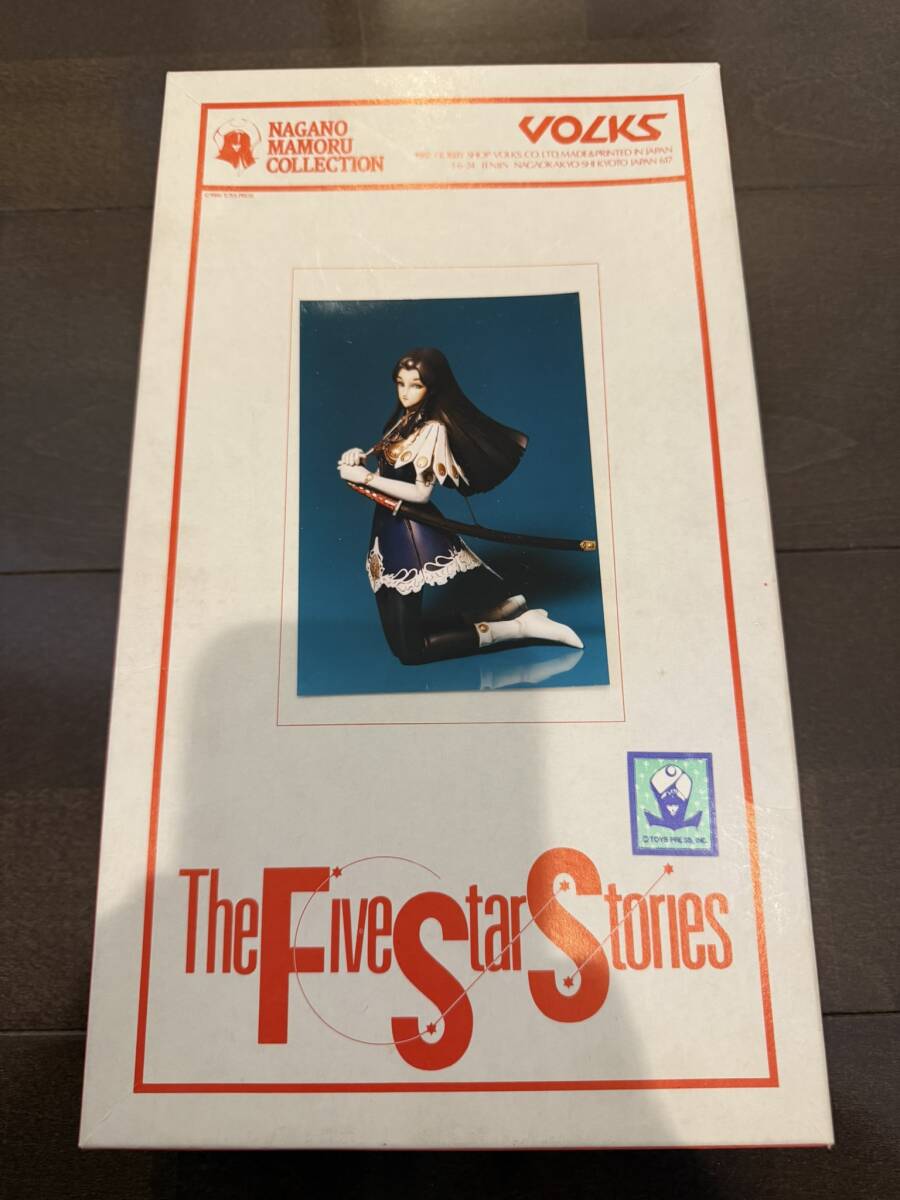 NAGANO
MAMORU
COLLECTION
VOLKS
HOBBY SHOP VOLKS CO. LTD, MADE & PRINTED IN JAPAN
NAGAOKAKYO-SHI KYOTO JAPAN 617
© TOYS PRESS, INC.
The Five Star Stories